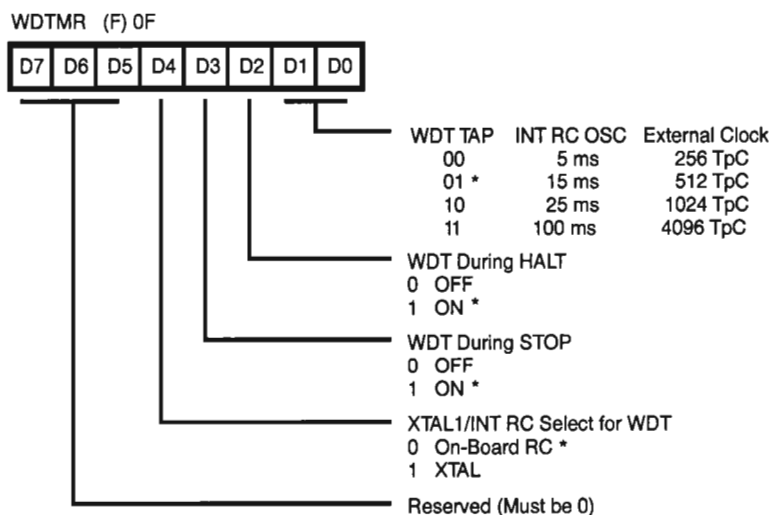 WDTMR (F) 0F
D7 D6 D5 D4 D3 D2 D1 D0
WDT TAP INT RC OSC External Clock
00 5 ms 256 TpC
01 * 15 ms 512 TpC
10 25 ms 1024 TpC
11 100 ms 4096 TpC
WDT During HALT
0 OFF
1 ON *
WDT During STOP
0 OFF
1 ON *
XTAL1/INT RC Select for WDT
0 On-Board RC *
1 XTAL
Reserved (Must be 0)